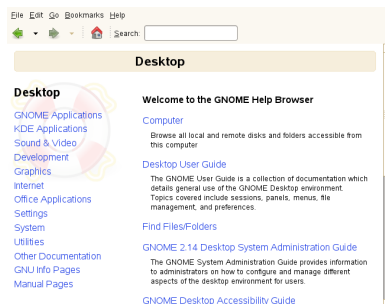 File Edit Go Bookmarks Help
Search:
Desktop
Desktop
GNOME Applications
KDE Applications
Sound & Video
Development
Graphics
Internet
Office Applications
Settings
System
Utilities
Other Documentation
GNU Info Pages
Manual Pages
Welcome to the GNOME Help Browser
Computer
Browse all local and remote disks and folders accessible from
this computer
Desktop User Guide
The GNOME User Guide is a collection of documentation which
details general use of the GNOME Desktop environment.
Topics covered include sessions, panels, menus, file
management, and preferences.
Find Files/Folders
GNOME 2.14 Desktop System Administration Guide
The GNOME System Administration Guide provides information
to administrators on how to configure and manage different
aspects of the desktop environment for users.
GNOME Desktop Accessibility Guide